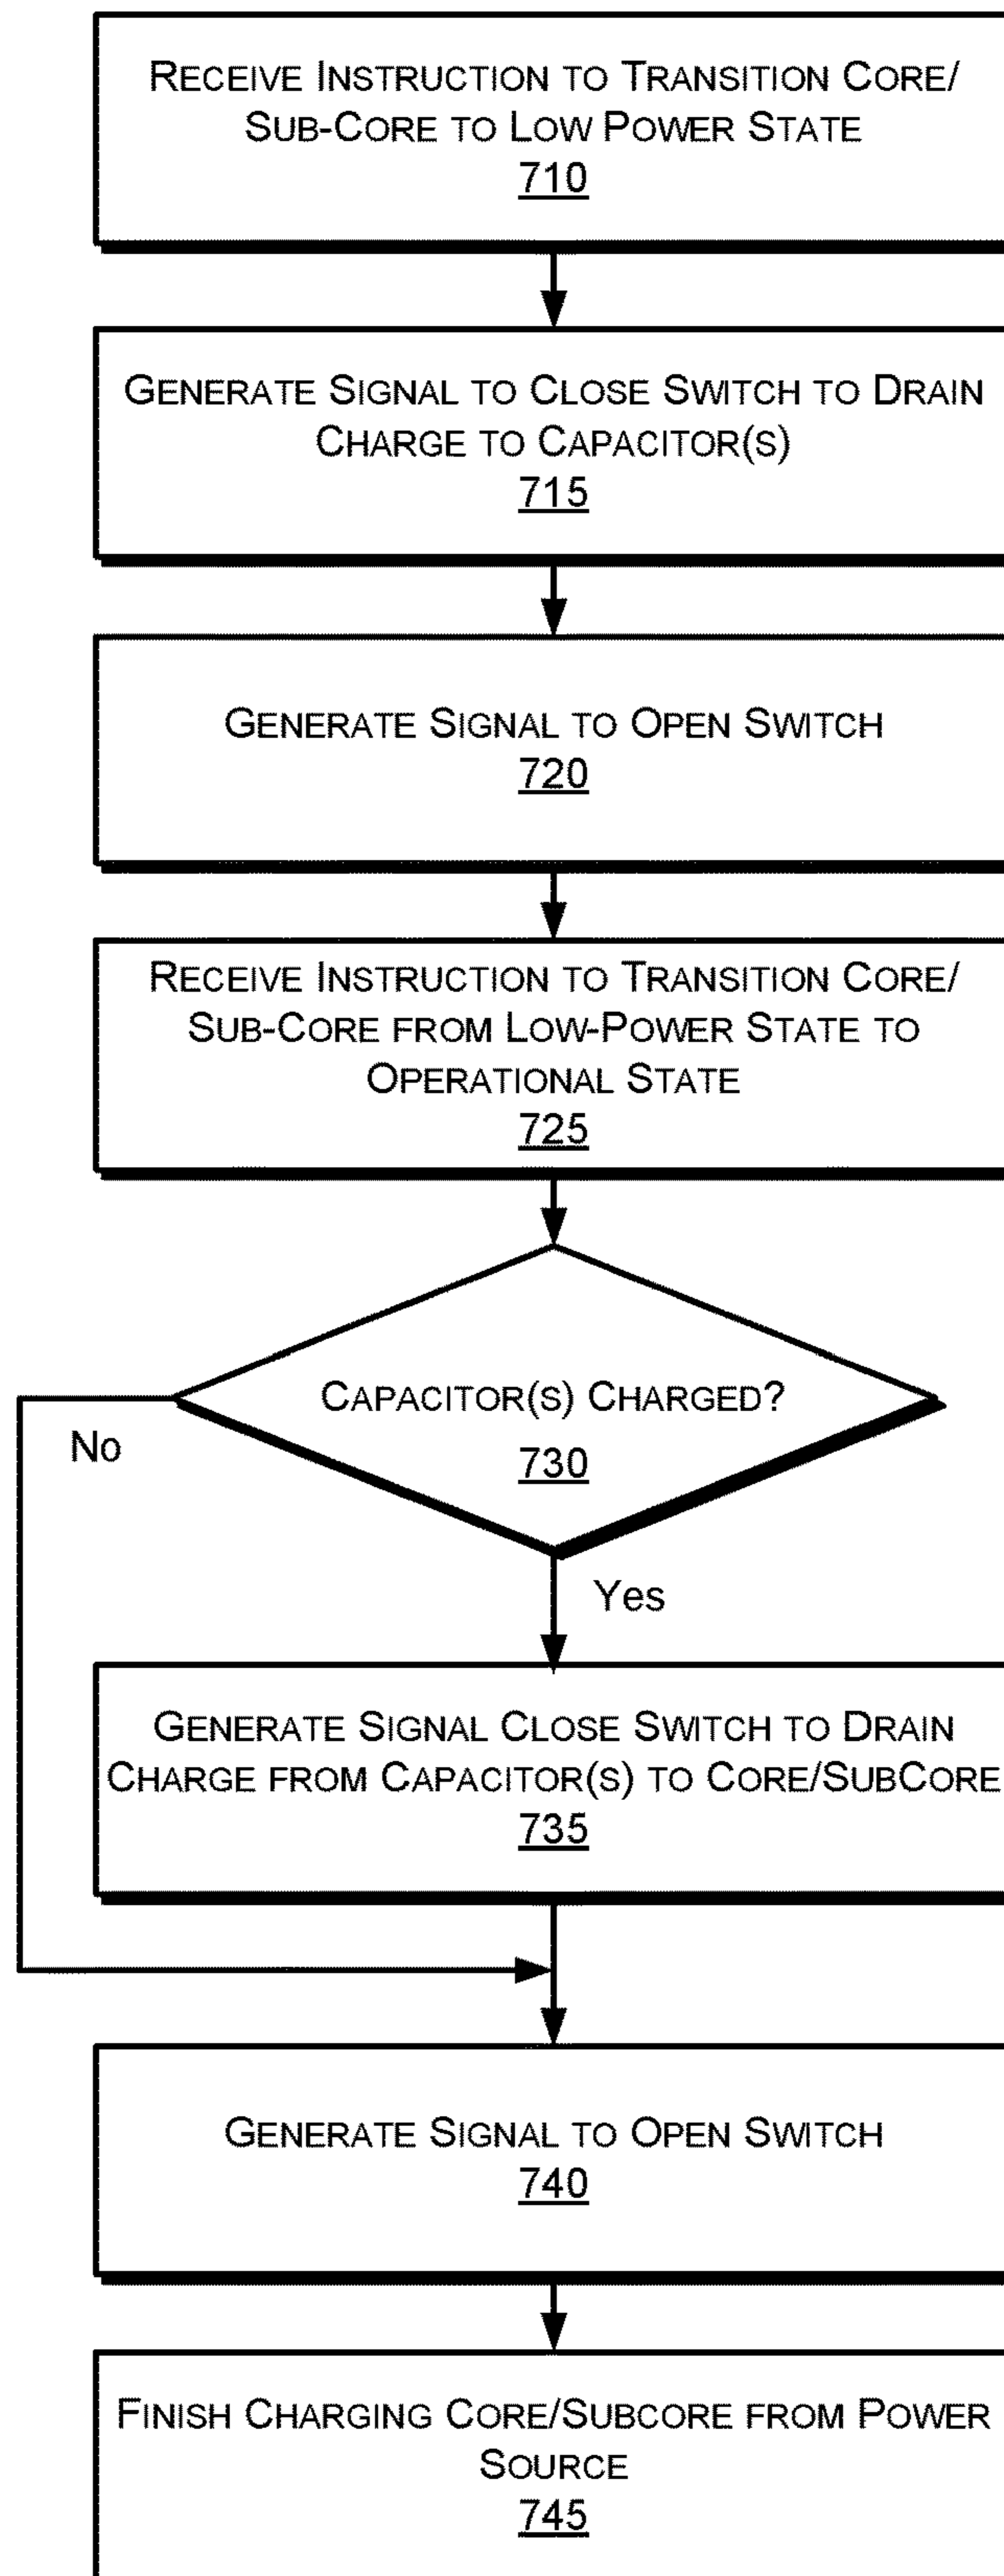 Receive Instruction to Transition Core/
Sub-Core to Low Power State
710
Generate Signal to Close Switch to Drain
Charge to Capacitor(s)
715
Generate Signal to Open Switch
720
Receive Instruction to Transition Core/
Sub-Core from Low-Power State to
Operational State
725
Capacitor(s) Charged?
No
730
Yes
Generate Signal Close Switch to Drain
Charge from Capacitor(s) to Core/SubCore
735
Generate Signal to Open Switch
740
Finish Charging Core/Subcore from Power
Source
745